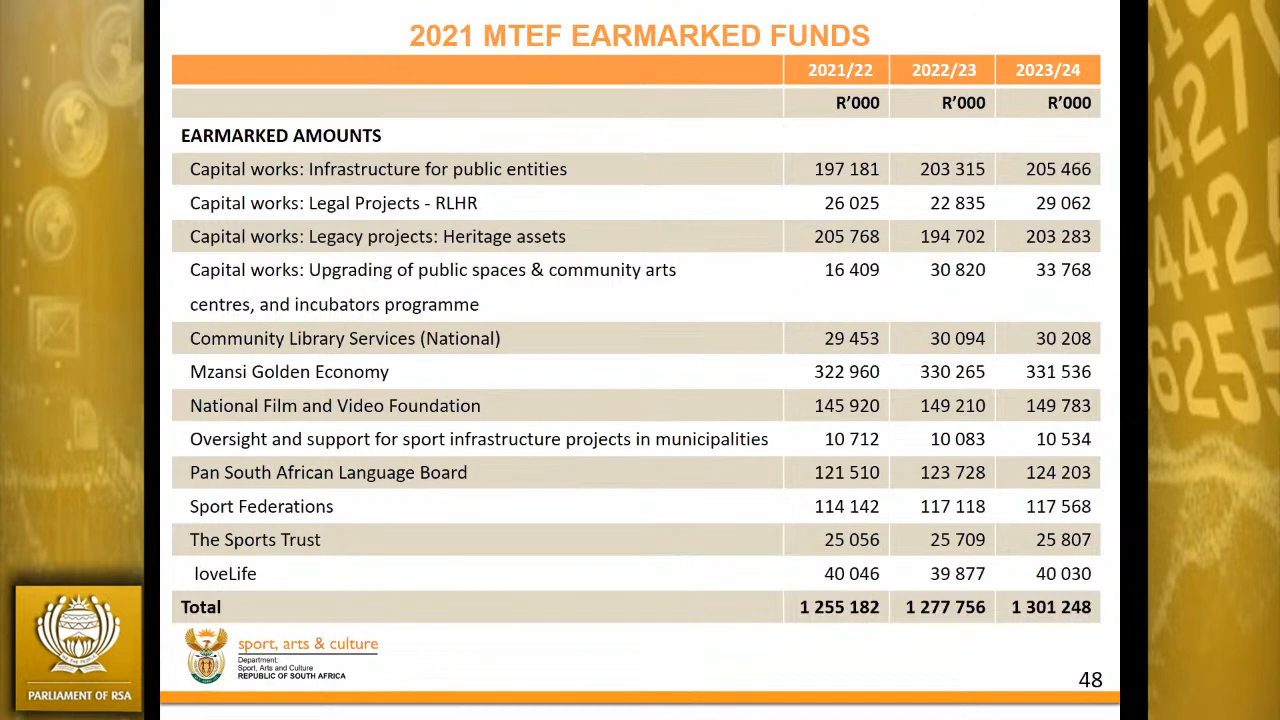 2021 MTEF EARMARKED FUNDS
2021/22 2022/23 2023/24
R’000 R’000 R’000
EARMARKED AMOUNTS
Capital works: Infrastructure for public entities 197 181 203 315 205 466
Capital works: Legal Projects - RLHR 26 025 22 835 29 062
Capital works: Legacy projects: Heritage assets 205 768 194 702 203 283
Capital works: Upgrading of public spaces & community arts 16 409 30 820 33 768
centres, and incubators programme
Community Library Services (National) 29 453 30 094 30 208
Mzansi Golden Economy 322 960 330 265 331 536
National Film and Video Foundation 145 920 149 210 149 783
Oversight and support for sport infrastructure projects in municipalities 10 712 10 083 10 534
Pan South African Language Board 121 510 123 728 124 203
Sport Federations 114 142 117 118 117 568
The Sports Trust 25 056 25 709 25 807
loveLife 40 046 39 877 40 030
Total 1 255 182 1 277 756 1 301 248
sport, arts & culture
Department:
Sport, Arts and Culture
REPUBLIC OF SOUTH AFRICA
48
PARLIAMENT OF RSA